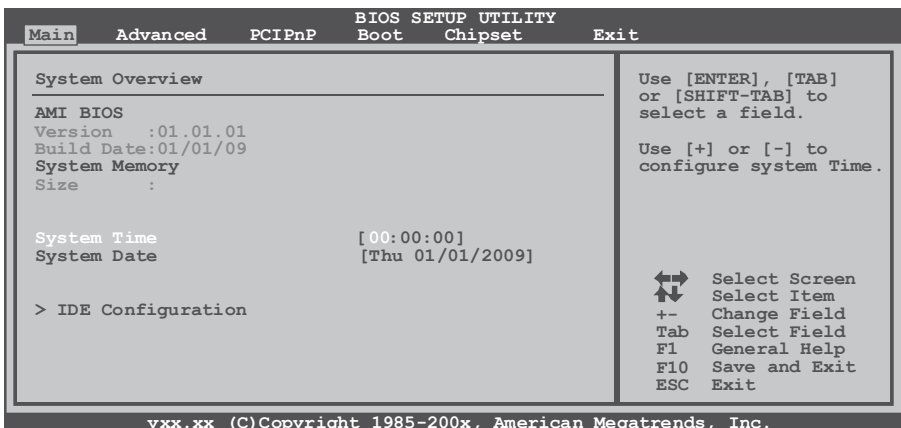 BIOS SETUP UTILITY
Main Advanced PCIPnP Boot Chipset Exit
System Overview
AMI BIOS
Version :01.01.01
Build Date:01/01/09
System Memory
Size :
System Time [00:00:00]
System Date [Thu 01/01/2009]
> IDE Configuration
Use [ENTER], [TAB]
or [SHIFT-TAB] to
select a field.
Use [+] or [-] to
configure system Time.
Select Screen
Select Item
+- Change Field
Tab Select Field
F1 General Help
F10 Save and Exit
ESC Exit
vxx.xx (C)Copyright 1985-200x, American Megatrends, Inc.